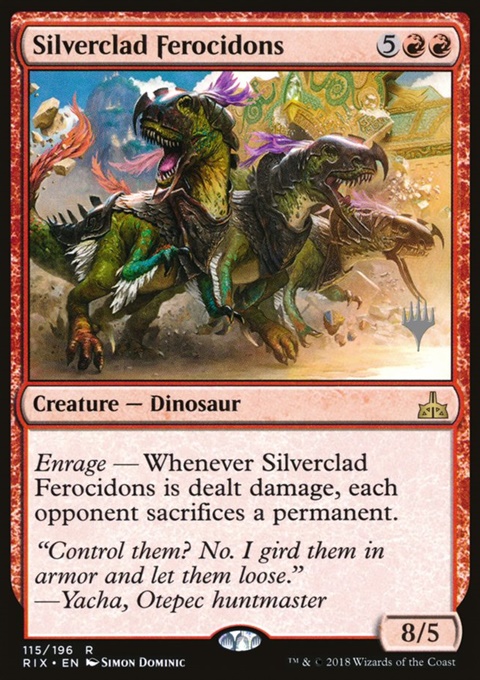 Silverclad Ferocidons 5
Creature — Dinosaur
Enrage — Whenever Silverclad
Ferocidons is dealt damage, each
opponent sacrifices a permanent.
“Control them? No. I gird them in
armor and let them loose.”
—Yacha, Otepec huntmaster
8/5
115/196 R
RIX • EN Simon Dominic
™ & © 2018 Wizards of the Coast